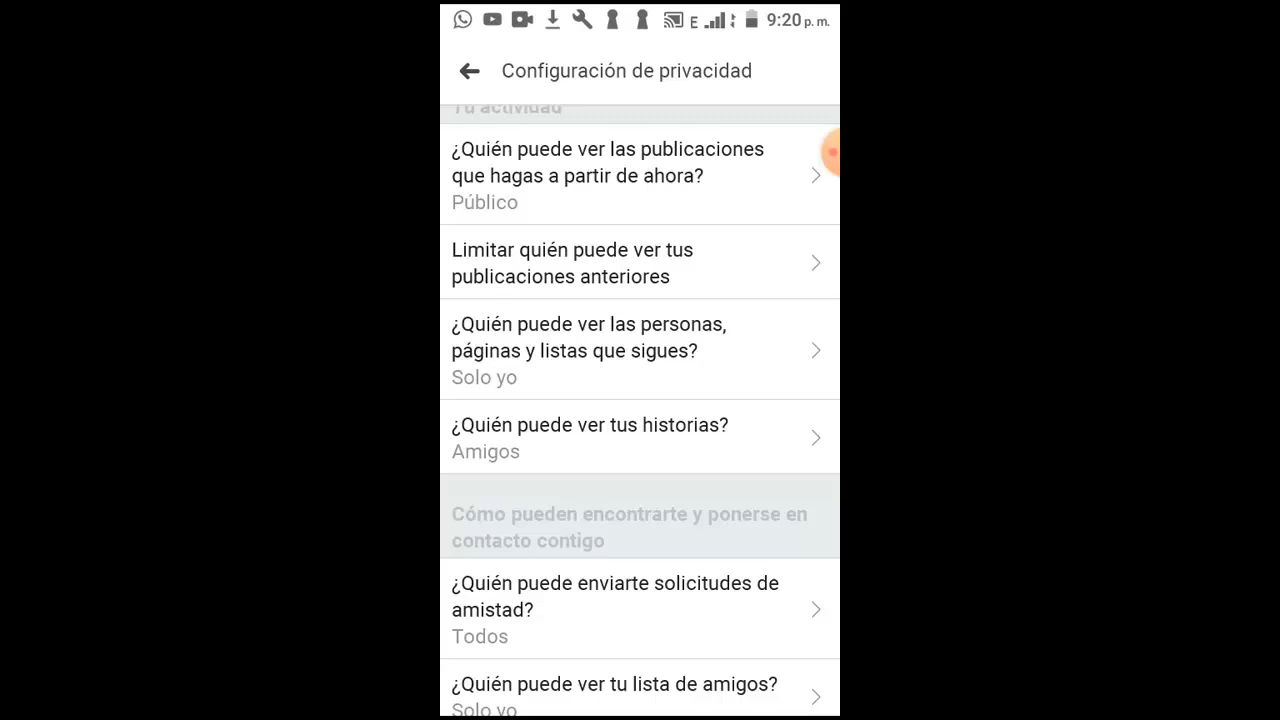 E 9:20 p. m.
Configuración de privacidad
Tu actividad
¿Quién puede ver las publicaciones
que hagas a partir de ahora?
Público
Limitar quién puede ver tus
publicaciones anteriores
¿Quién puede ver las personas,
páginas y listas que sigues?
Solo yo
¿Quién puede ver tus historias?
Amigos
Cómo pueden encontrarte y ponerse en
contacto contigo
¿Quién puede enviarte solicitudes de
amistad?
Todos
¿Quién puede ver tu lista de amigos?
Solo yo